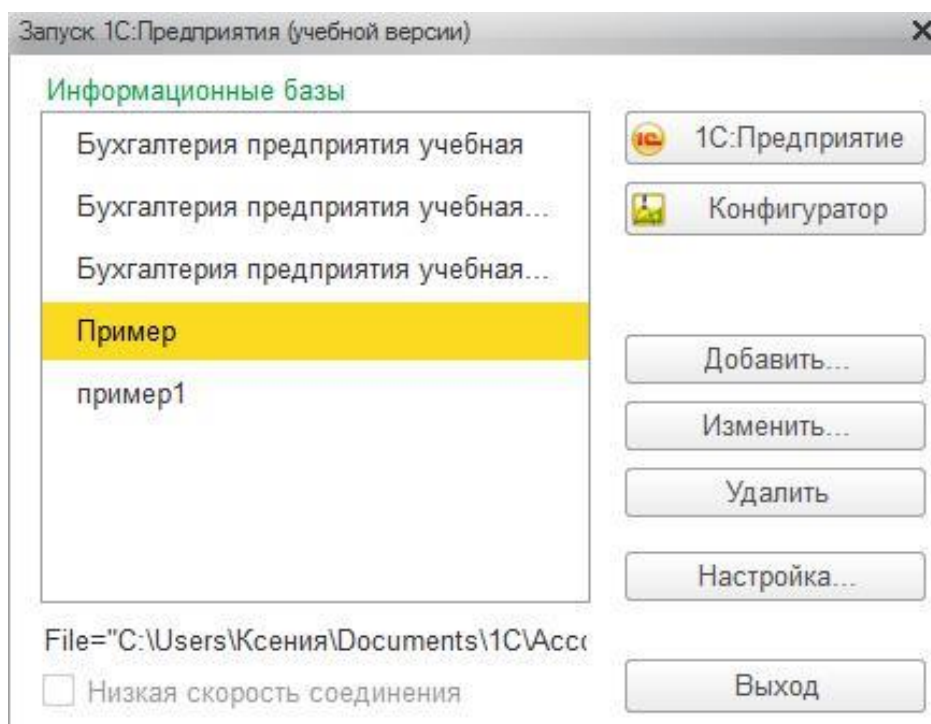 Запуск 1С:Предприятия (учебной версии)
Информационные базы
Бухгалтерия предприятия учебная
Бухгалтерия предприятия учебная...
Бухгалтерия предприятия учебная...
Пример
пример1
File="C:\Users\Ксения\Documents\1C\Acco
Низкая скорость соединения
1С:Предприятие
Конфигуратор
Добавить...
Изменить...
Удалить
Настройка...
Выход